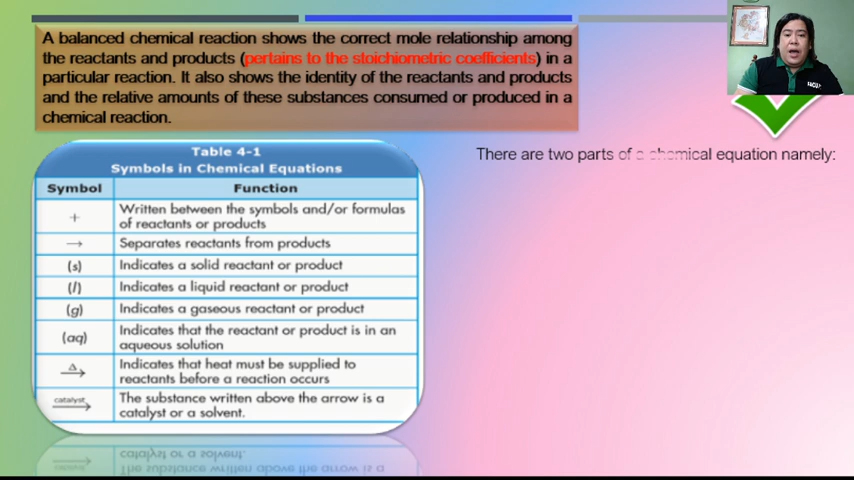 A balanced chemical reaction shows the correct mole relationship among
the reactants and products (pertains to the stoichiometric coefficients) in a
particular reaction. It also shows the identity of the reactants and products
and the relative amounts of these substances consumed or produced in a
chemical reaction.
There are two parts of a chemical equation namely:
Table 4-1
Symbols in Chemical Equations
Symbol Function
+ Written between the symbols and/or formulas
of reactants or products
→ Separates reactants from products
(s) Indicates a solid reactant or product
(l) Indicates a liquid reactant or product
(g) Indicates a gaseous reactant or product
(aq) Indicates that the reactant or product is in an
aqueous solution
Δ→ Indicates that heat must be supplied to
reactants before a reaction occurs
catalyst→ The substance written above the arrow is a
catalyst or a solvent.